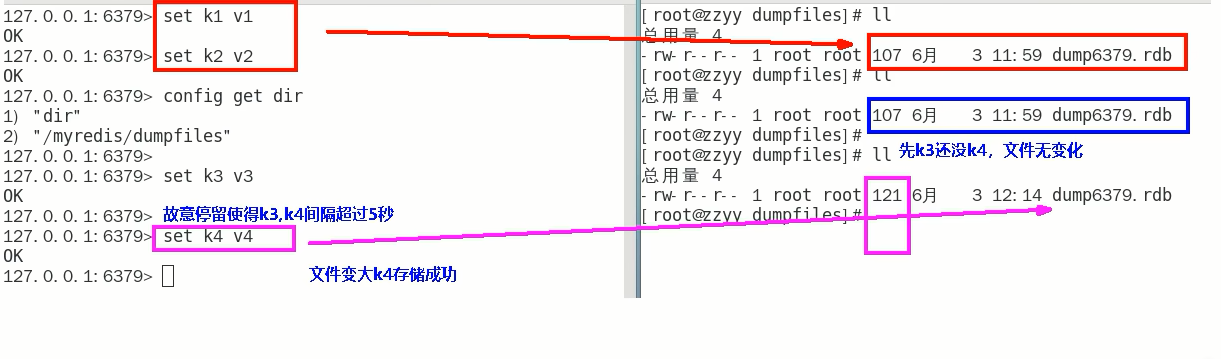 127.0.0.1:6379> set k1 v1
OK
127.0.0.1:6379> set k2 v2
OK
127.0.0.1:6379> config get dir
1) "dir"
2) "/myredis/dumpfiles"
127.0.0.1:6379>
127.0.0.1:6379> set k3 v3
OK
故意停留使得k3,k4间隔超过5秒
127.0.0.1:6379> set k4 v4
OK
文件变大k4存储成功
127.0.0.1:6379>
[root@zzyy dumpfiles]# ll
总用量 4
-rw-r--r-- 1 root root 107 6月 3 11:59 dump6379.rdb
[root@zzyy dumpfiles]# ll
总用量 4
-rw-r--r-- 1 root root 107 6月 3 11:59 dump6379.rdb
[root@zzyy dumpfiles]#
先k3还没k4，文件无变化
[root@zzyy dumpfiles]# ll
总用量 4
-rw-r--r-- 1 root root 121 6月 3 12:14 dump6379.rdb
[root@zzyy dumpfiles]#